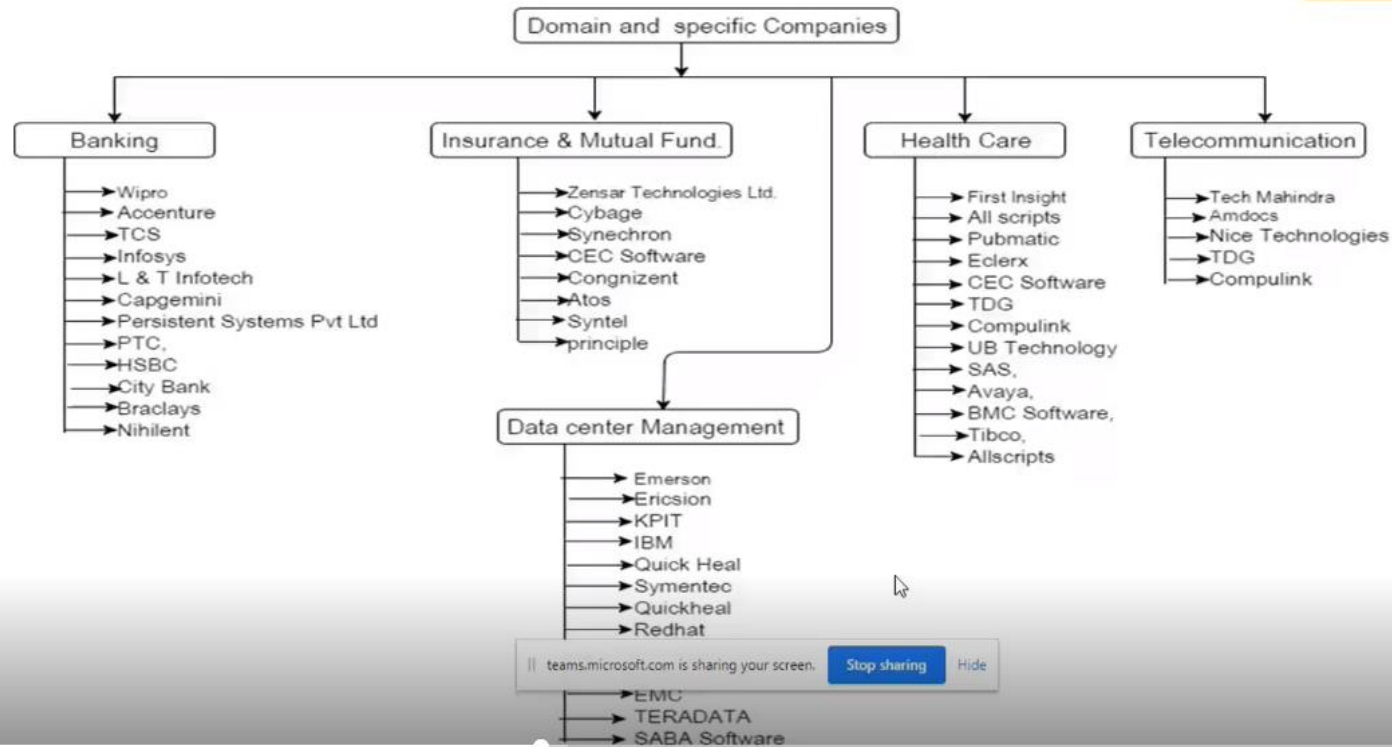 Domain and specific Companies
Banking
Wipro
Accenture
TCS
Infosys
L & T Infotech
Capgemini
Persistent Systems Pvt Ltd
PTC,
HSBC
City Bank
Braclays
Nihilent
Insurance & Mutual Fund.
Zensar Technologies Ltd.
Cybage
Synechron
CEC Software
Congnizent
Atos
Syntel
principle
Data center Management
Emerson
Ericsion
KPIT
IBM
Quick Heal
Symentec
Quickheal
Redhat
teams.microsoft.com is sharing your screen.
Stop sharing
Hide
EMC
TERADATA
SABA Software
Health Care
First Insight
All scripts
Pubmatic
Eclerx
CEC Software
TDG
Compulink
UB Technology
SAS,
Avaya,
BMC Software,
Tibco,
Allscripts
Telecommunication
Tech Mahindra
Amdocs
Nice Technologies
TDG
Compulink